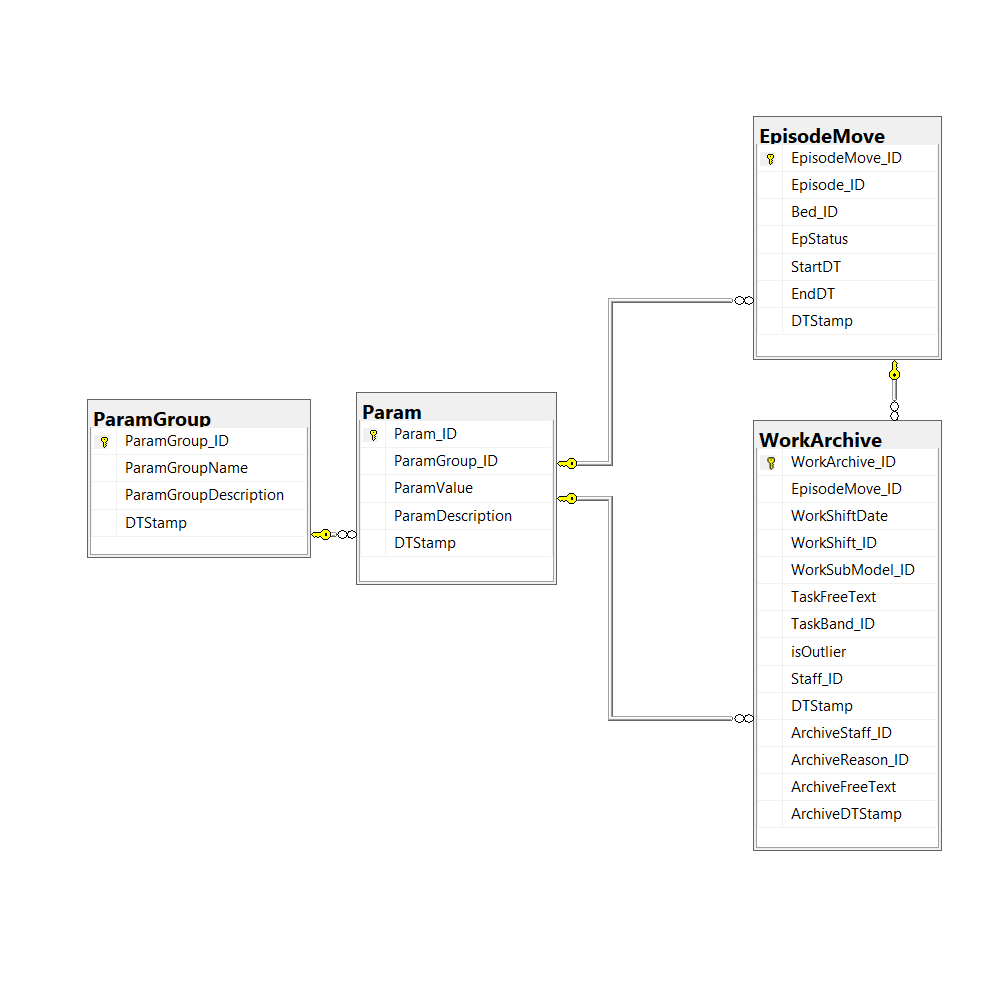 EpisodeMove
EpisodeMove_ID
Episode_ID
Bed_ID
EpStatus
StartDT
EndDT
DTStamp
ParamGroup
ParamGroup_ID
ParamGroupName
ParamGroupDescription
DTStamp
Param
Param_ID
ParamGroup_ID
ParamValue
ParamDescription
DTStamp
WorkArchive
WorkArchive_ID
EpisodeMove_ID
WorkShiftDate
WorkShift_ID
WorkSubModel_ID
TaskFreeText
TaskBand_ID
isOutlier
Staff_ID
DTStamp
ArchiveStaff_ID
ArchiveReason_ID
ArchiveFreeText
ArchiveDTStamp